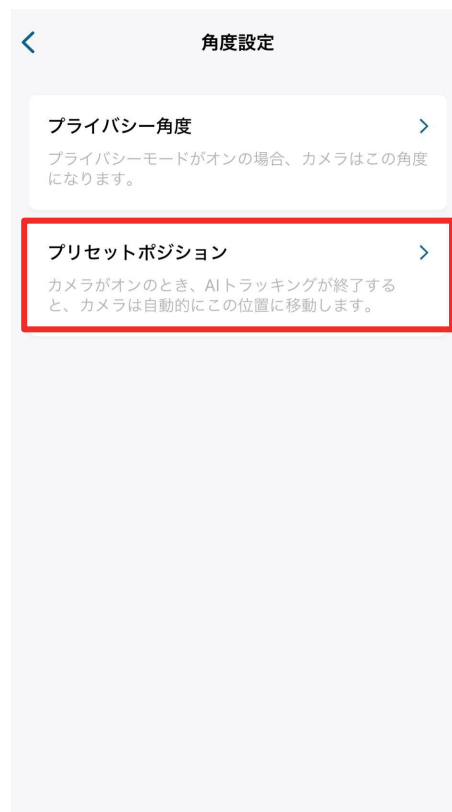 角度設定
プライバシー角度
プライバシーモードがオンの場合、カメラはこの角度
になります。
プリセットポジション
カメラがオンのとき、AIトラッキングが終了する
と、カメラは自動的にこの位置に移動します。